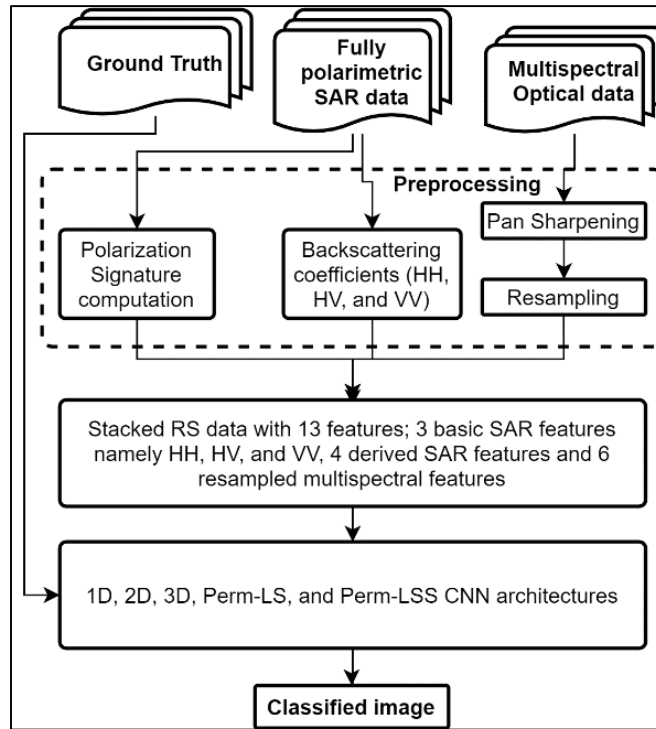 Ground Truth
Fully
polarimetric
SAR data
Multispectral
Optical data
Preprocessing
Polarization
Signature
computation
Backscattering
coefficients (HH,
HV, and VV)
Pan Sharpening
Resampling
Stacked RS data with 13 features; 3 basic SAR features
namely HH, HV, and VV, 4 derived SAR features and 6
resampled multispectral features
1D, 2D, 3D, Perm-LS, and Perm-LSS CNN architectures
Classified image